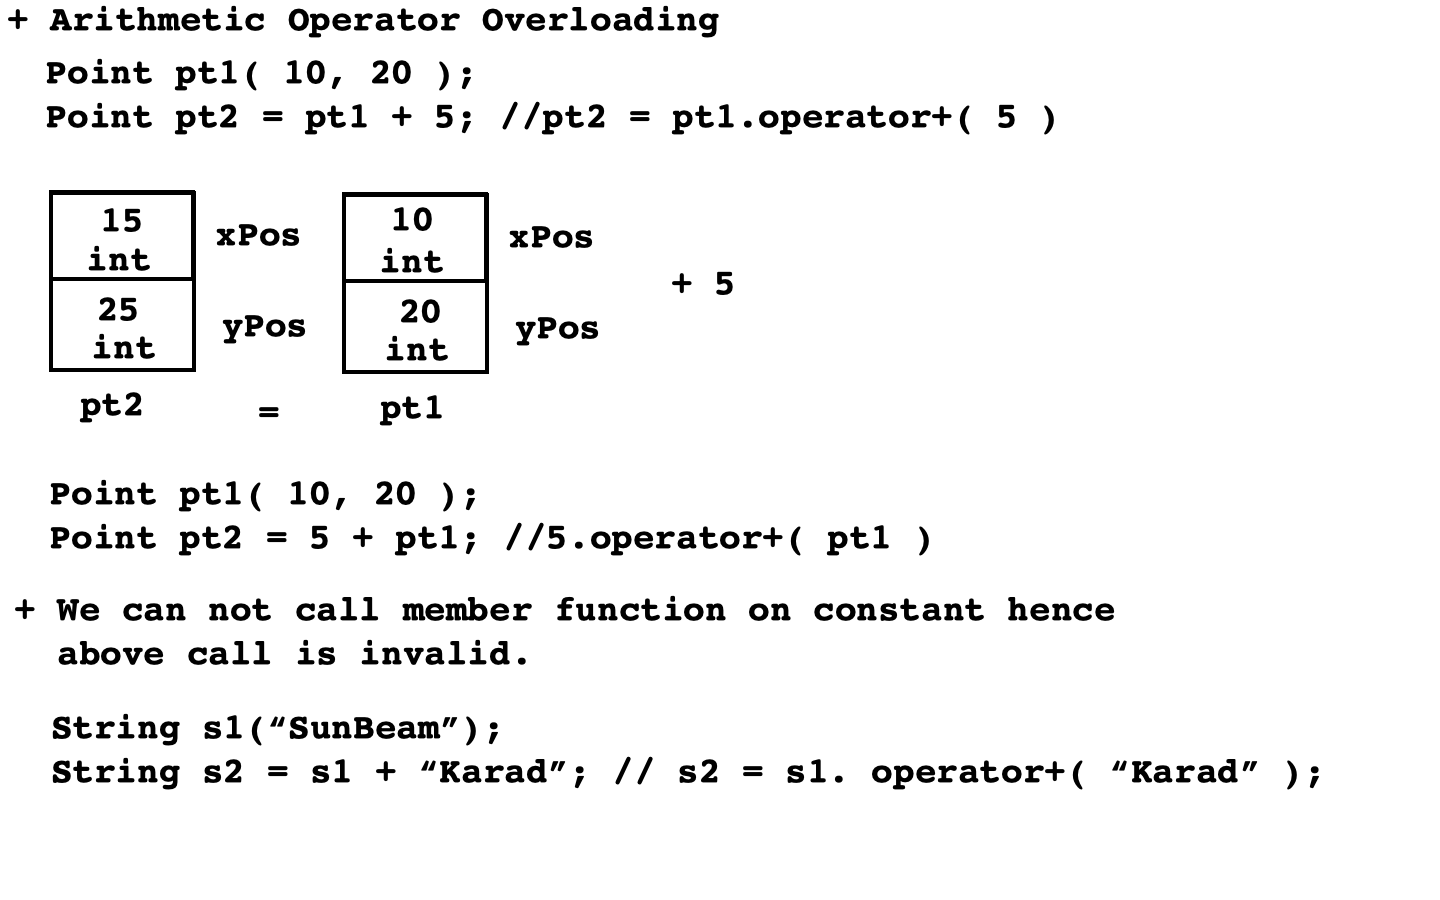 + Arithmetic Operator Overloading
Point pt1( 10, 20 );
Point pt2 = pt1 + 5; //pt2 = pt1.operator+( 5 )
15
int
xPos
10
int
xPos
+ 5
25
int
yPos
20
int
yPos
pt2 = pt1
Point pt1( 10, 20 );
Point pt2 = 5 + pt1; //5.operator+( pt1 )
+ We can not call member function on constant hence
above call is invalid.
String s1(“SunBeam”);
String s2 = s1 + “Karad”; // s2 = s1. operator+( “Karad” );